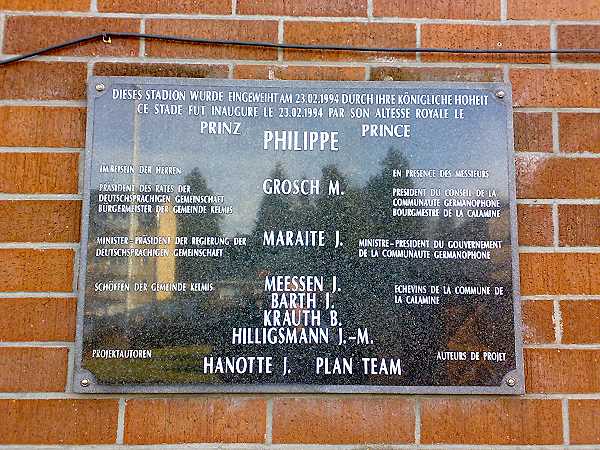 DIESES STADION WURDE EINGEWEIHT AM 23.02.1994 DURCH IHRE KÖNIGLICHE HOHEIT
CE STADE FUT INAUGURE LE 23.02.1994 PAR SON ALTESSE ROYALE LE
PRINZ PHILIPPE PRINCE
IM BEISEIN DER HERREN
EN PRESENCE DES MESSIEURS
PRÄSIDENT DES RATES DER
DEUTSCHSPRACHIGEN GEMEINSCHAFT
BÜRGERMEISTER DER GEMEINDE KELMIS
GROSCH M.
PRESIDENT DU CONSEIL DE LA
COMMUNAUTE GERMANOPHONE
BOURGMESTRE DE LA CALAMINE
MINISTER-PRÄSIDENT DER REGIERUNG DER
DEUTSCHSPRACHIGEN GEMEINSCHAFT
MARAITE J.
MINISTRE-PRESIDENT DU GOUVERNEMENT
DE LA COMMUNAUTE GERMANOPHONE
SCHÖFFEN DER GEMEINDE KELMIS
MEESSEN J.
BARTH J.
KRAUTH B.
HILLIGSMANN J.-M.
ECHEVINS DE LA COMMUNE DE
LA CALAMINE
PROJEKTAUTOREN
HANOTTE J. PLAN TEAM
AUTEURS DE PROJET